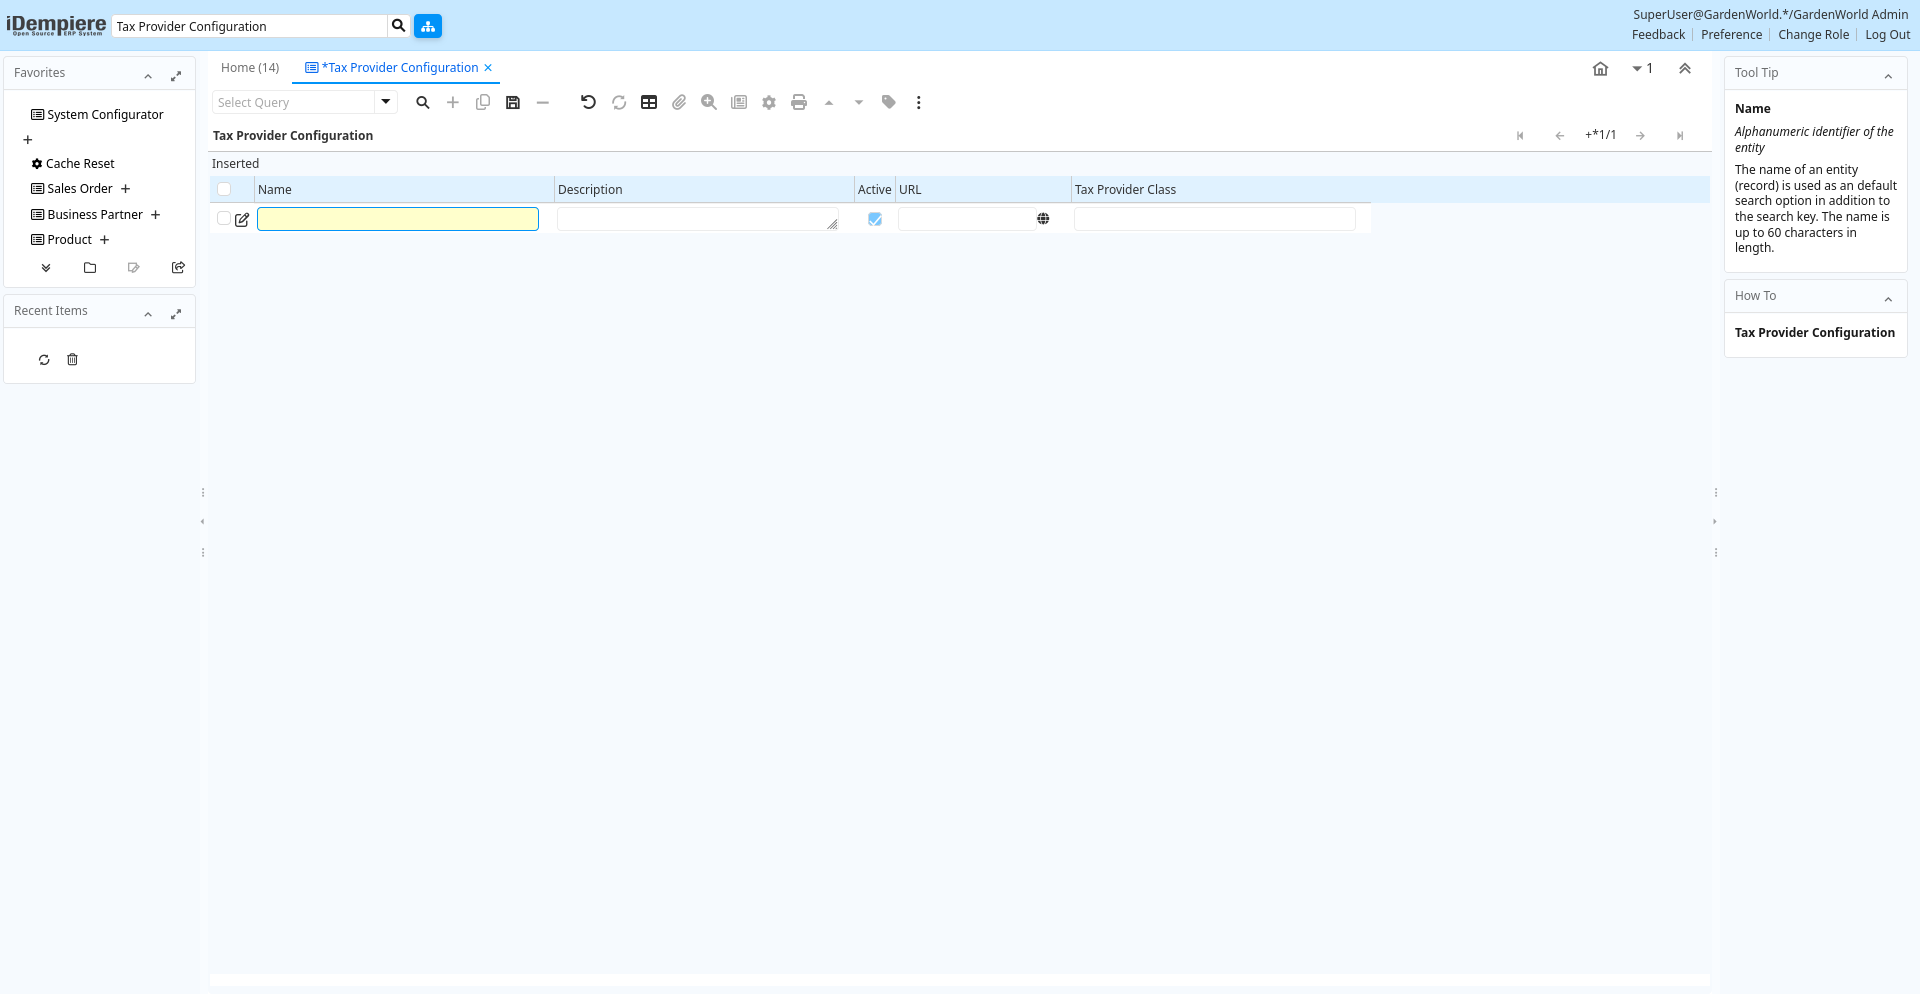 iDempiere
Open Source ERP System
Tax Provider Configuration
SuperUser@GardenWorld.*/GardenWorld Admin
Feedback
Preference
Change Role
Log Out
Favorites
System Configurator
Cache Reset
Sales Order
Business Partner
Product
Recent Items
Home (14)
*Tax Provider Configuration
1
Select Query
Tax Provider Configuration
+*1/1
Inserted
Name
Description
Active
URL
Tax Provider Class
Tool Tip
Name
Alphanumeric identifier of the
entity
The name of an entity
(record) is used as an default
search option in addition to
the search key. The name is
up to 60 characters in
length.
How To
Tax Provider Configuration